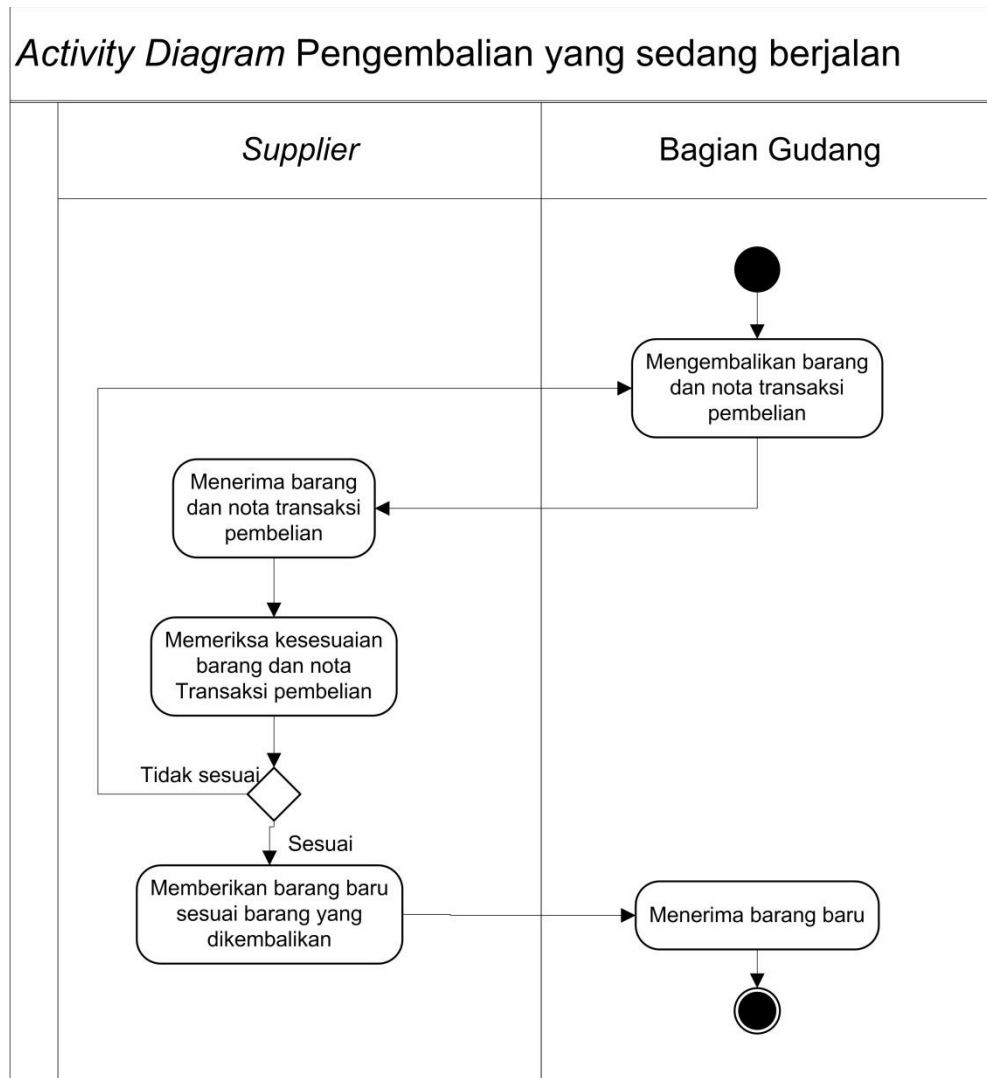 Activity Diagram Pengembalian yang sedang berjalan
Supplier
Bagian Gudang
Mengembalikan barang
dan nota transaksi
pembelian
Menerima barang
dan nota transaksi
pembelian
Memeriksa kesesuaian
barang dan nota
Transaksi pembelian
Tidak sesuai
Sesuai
Memberikan barang baru
sesuai barang yang
dikembalikan
Menerima barang baru